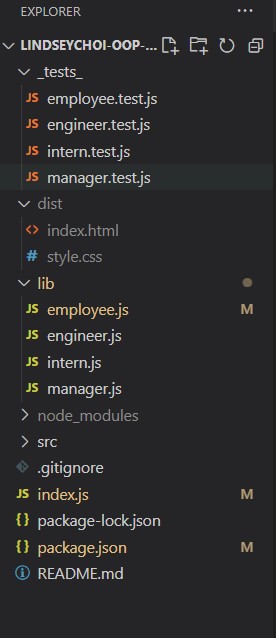 EXPLORER ...
LINDSEYCHOI-OOP-...
_tests_
JS employee.test.js
JS engineer.test.js
JS intern.test.js
JS manager.test.js
dist
<> index.html
# style.css
lib
JS employee.js M
JS engineer.js
JS intern.js
JS manager.js
node_modules
src
.gitignore
JS index.js M
{} package-lock.json
{} package.json M
README.md